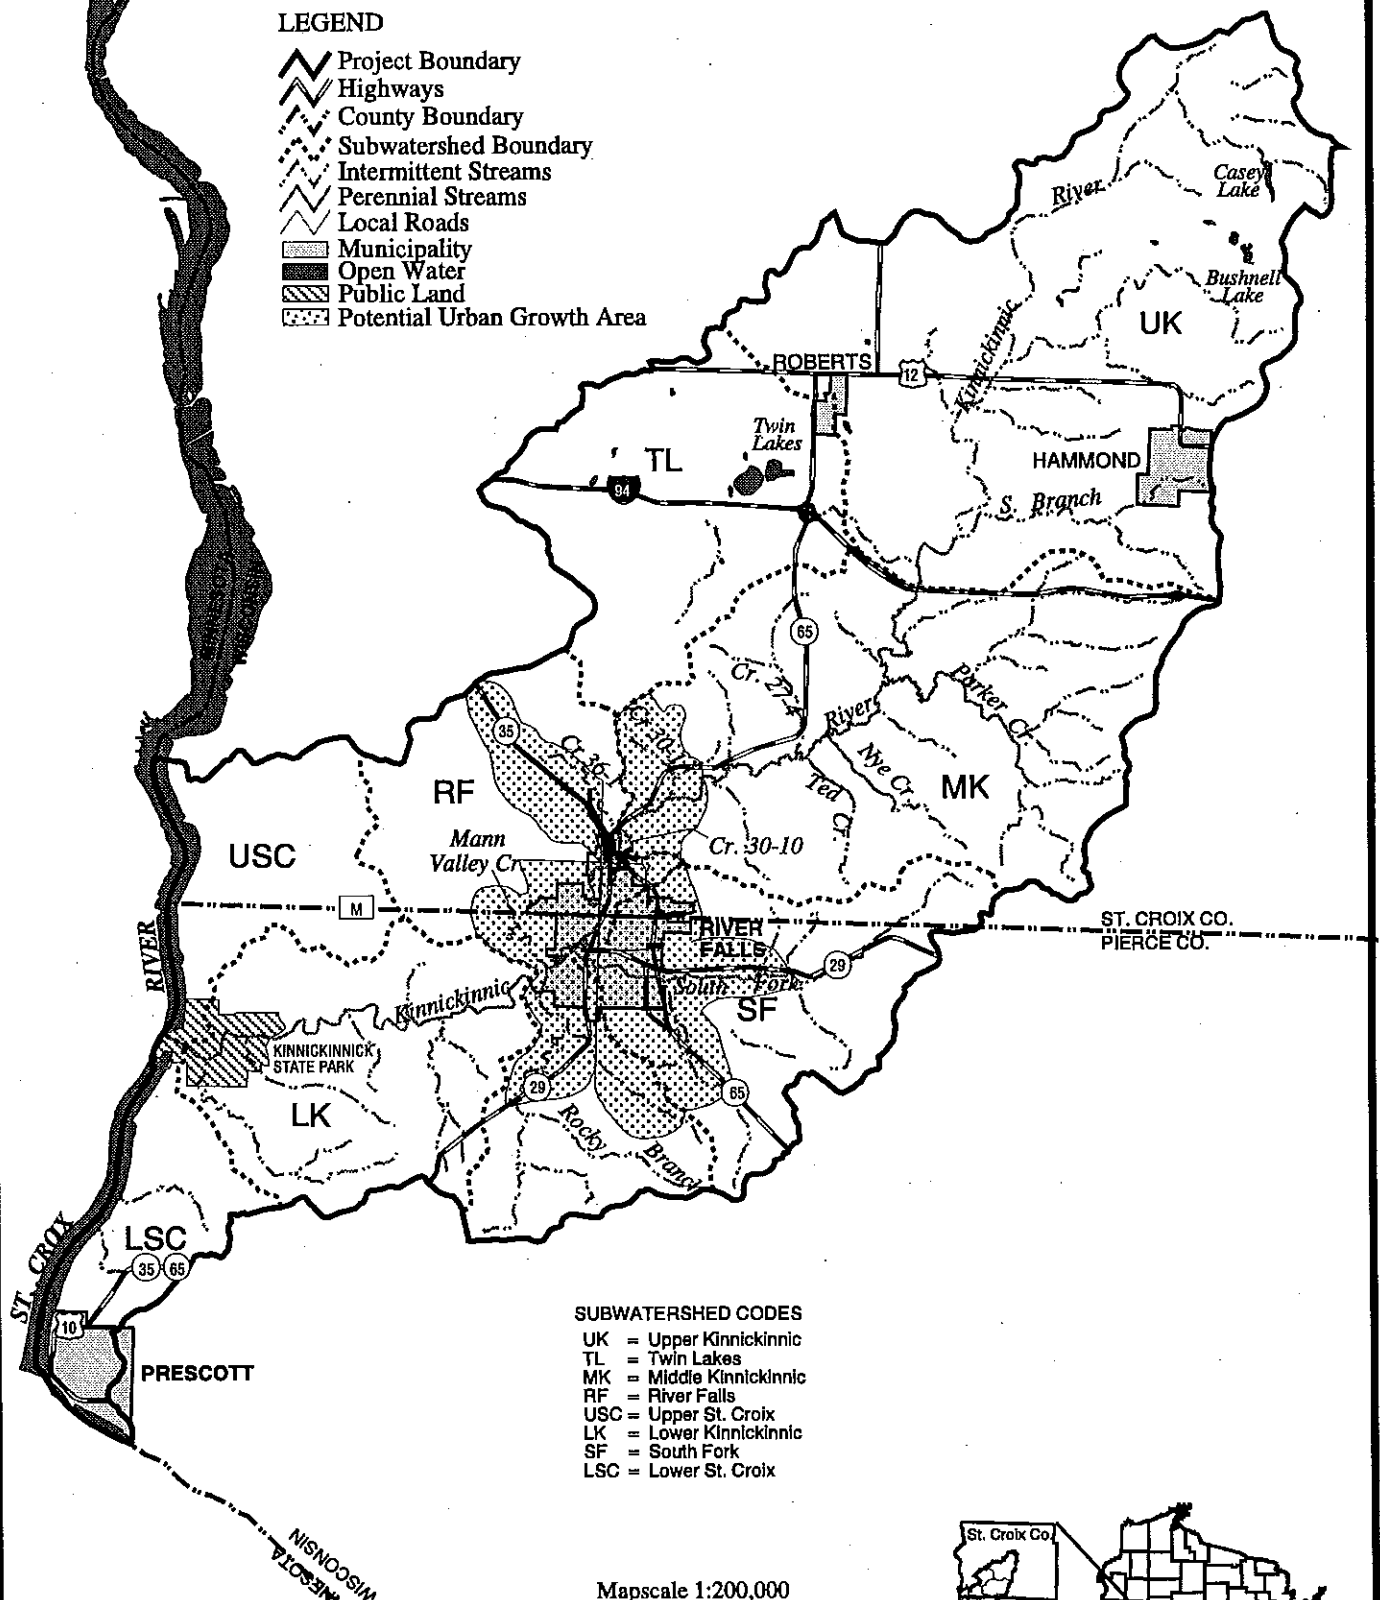 LEGEND
Project Boundary
Highways
County Boundary
Subwatershed Boundary
Intermittent Streams
Perennial Streams
Local Roads
Municipality
Open Water
Public Land
Potential Urban Growth Area
River
Casey
Lake
Bushnell
Lake
UK
Kinnickinnic
ROBERTS
12
Twin
Lakes
TL
94
HAMMOND
S. Branch
MINNESOTA
WISCONSIN
65
Cr. 27-4
River
Parker Cr.
Nye Cr.
Ted Cr.
MK
35
Cr. 36-
RF
Mann
Valley Cr.
Cr. 30-10
USC
M
RIVER
FALLS
ST. CROIX CO.
PIERCE CO.
29
South Fork
SF
RIVER
Kinnickinnic
KINNICKINNICK
STATE PARK
LK
29
65
Rocky Branch
LSC
35 65
ST. CROIX
10
PRESCOTT
SUBWATERSHED CODES
UK = Upper Kinnickinnic
TL = Twin Lakes
MK = Middle Kinnickinnic
RF = River Falls
USC = Upper St. Croix
LK = Lower Kinnickinnic
SF = South Fork
LSC = Lower St. Croix
WISCONSIN
St. Croix Co.
Mapscale 1:200,000